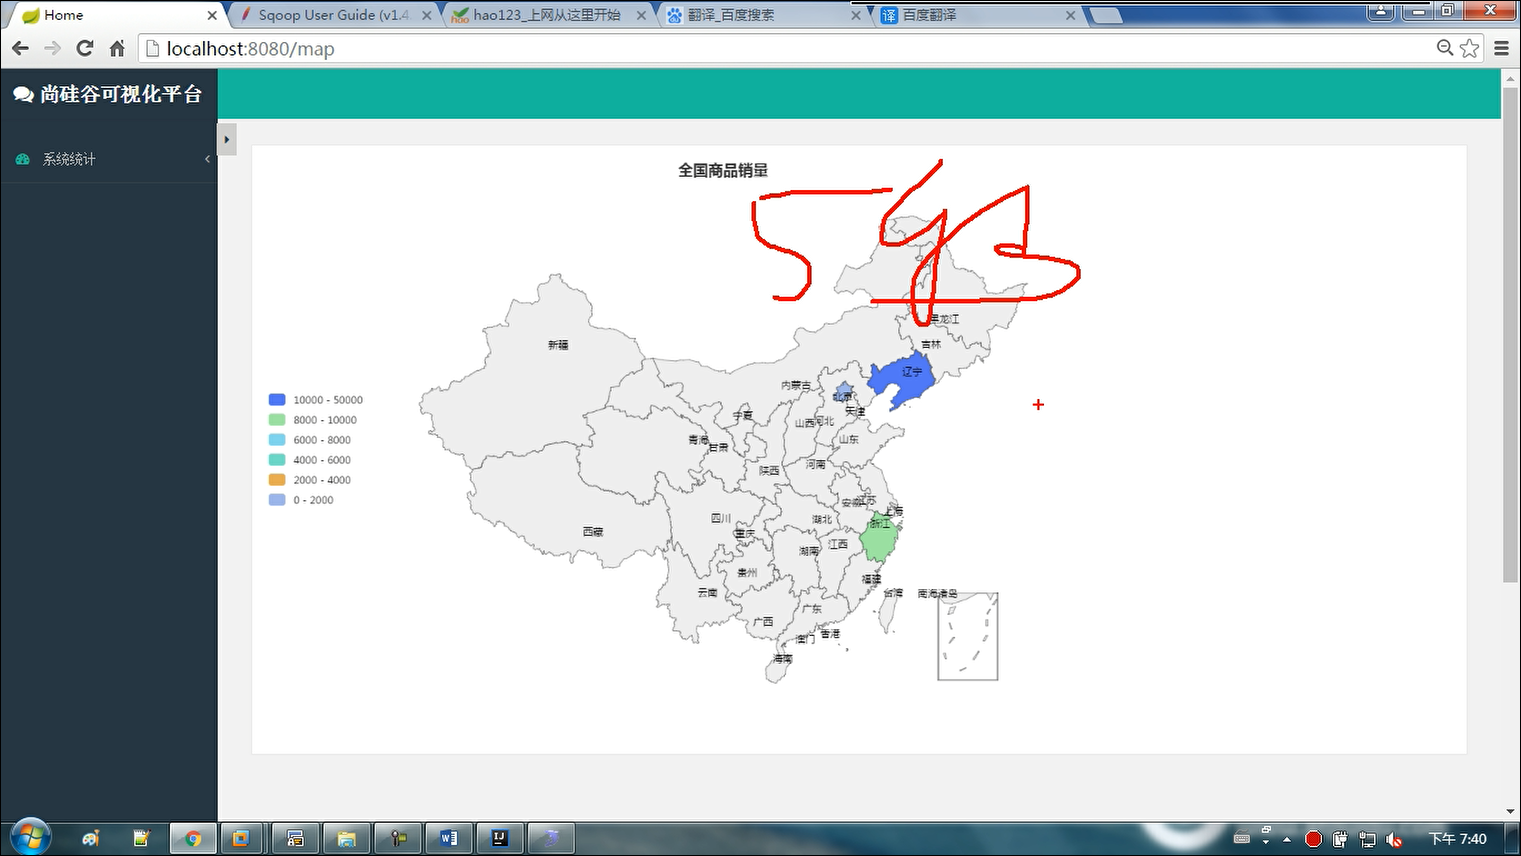 Home
Sqoop User Guide (v1.4.
hao123_上网从这里开始
翻译_百度搜索
百度翻译
localhost:8080/map
尚硅谷可视化平台
系统统计
全国商品销量
黑龙江
吉林
新疆
辽宁
内蒙古
北京
10000 - 50000
8000 - 10000
6000 - 8000
4000 - 6000
2000 - 4000
0 - 2000
天津
宁夏
山西
河北
青海
甘肃
山东
陕西
河南
安徽
江苏
上海
四川
湖北
浙江
重庆
西藏
湖南
江西
贵州
福建
云南
台湾
南海诸岛
广东
广西
澳门
香港
海南
下午 7:40